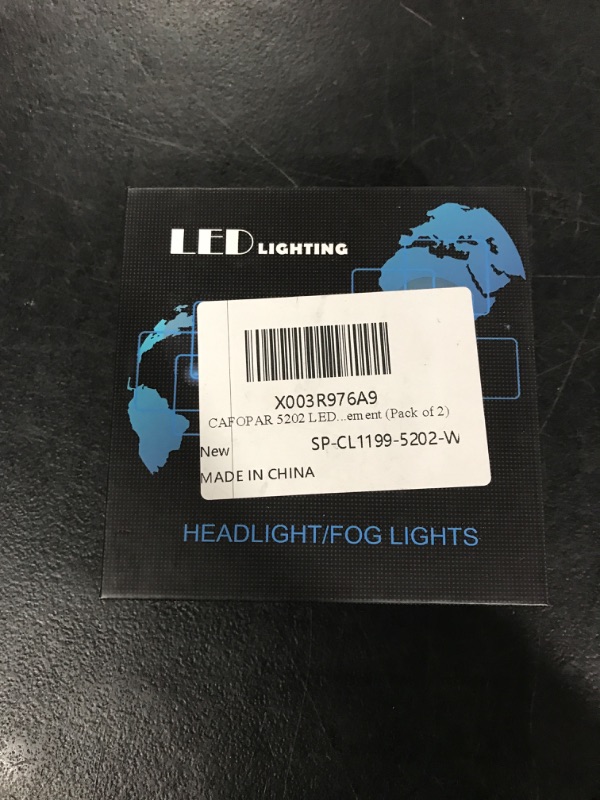 LED LIGHTING
X003R976A9
CAFOPAR 5202 LED...ement (Pack of 2)
New SP-CL1199-5202-W
MADE IN CHINA
HEADLIGHT/FOG LIGHTS